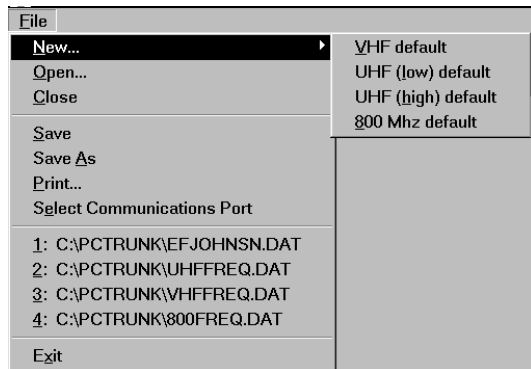 File
New...
Open...
Close
Save
Save As
Print...
Select Communications Port
1: C:\PCTRUNK\EFJOHNSN.DAT
2: C:\PCTRUNK\UHFFREQ.DAT
3: C:\PCTRUNK\VHFFREQ.DAT
4: C:\PCTRUNK\800FREQ.DAT
Exit
VHF default
UHF (low) default
UHF (high) default
800 Mhz default